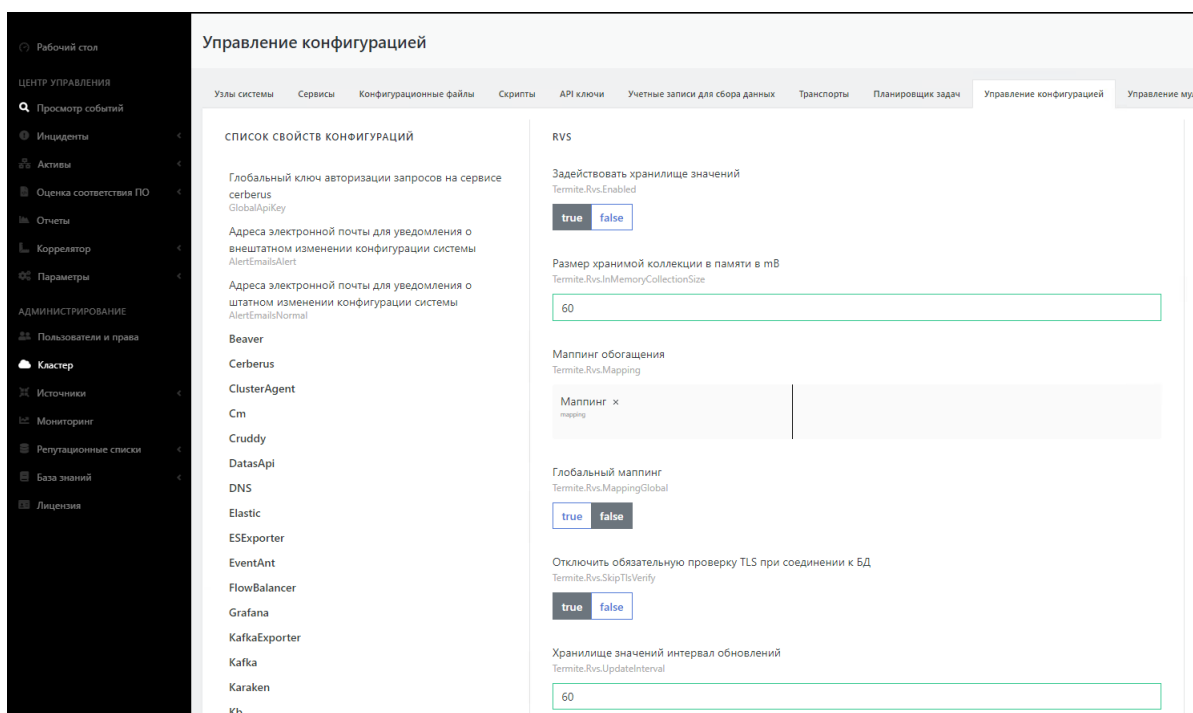 Рабочий стол
ЦЕНТР УПРАВЛЕНИЯ
Просмотр событий
Инциденты
Активы
Оценка соответствия ПО
Отчеты
Коррелятор
Параметры
АДМИНИСТРИРОВАНИЕ
Пользователи и права
Кластер
Источники
Мониторинг
Репутационные списки
База знаний
Лицензия
Управление конфигурацией
Узлы системы Сервисы Конфигурационные файлы Скрипты API ключи Учетные записи для сбора данных Транспорты Планировщик задач Управление конфигурацией Управление му
СПИСОК СВОЙСТВ КОНФИГУРАЦИЙ
Глобальный ключ авторизации запросов на сервисе
cerberus
GlobalApiKey
Адреса электронной почты для уведомления о
внештатном изменении конфигурации системы
AlertEmailsAlert
Адреса электронной почты для уведомления о
штатном изменении конфигурации системы
AlertEmailsNormal
Beaver
Cerberus
ClusterAgent
Cm
Cruddy
DatasApi
DNS
Elastic
ESExporter
EventAnt
FlowBalancer
Grafana
KafkaExporter
Kafka
Karaken
Kb
RVS
Задействовать хранилище значений
Termite.Rvs.Enabled
true false
Размер хранимой коллекции в памяти в mB
Termite.Rvs.InMemoryCollectionSize
60
Маппинг обогащения
Termite.Rvs.Mapping
Маппинг ×
mapping
Глобальный маппинг
Termite.Rvs.MappingGlobal
true false
Отключить обязательную проверку TLS при соединении к БД
Termite.Rvs.SkipTlsVerify
true false
Хранилище значений интервал обновлений
Termite.Rvs.UpdateInterval
60